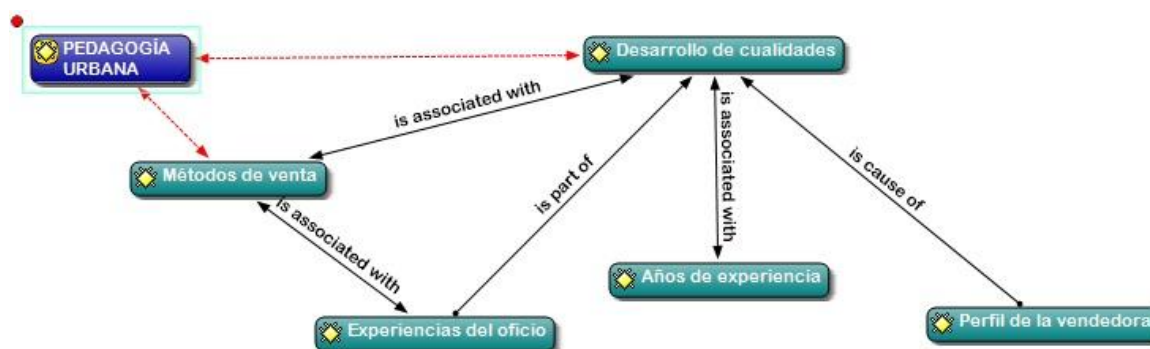 PEDAGOGÍA
URBANA
Desarrollo de cualidades
is associated with
Métodos de venta
is part of
is associated with
is cause of
is associated with
Años de experiencia
Experiencias del oficio
Perfil de la vendedora